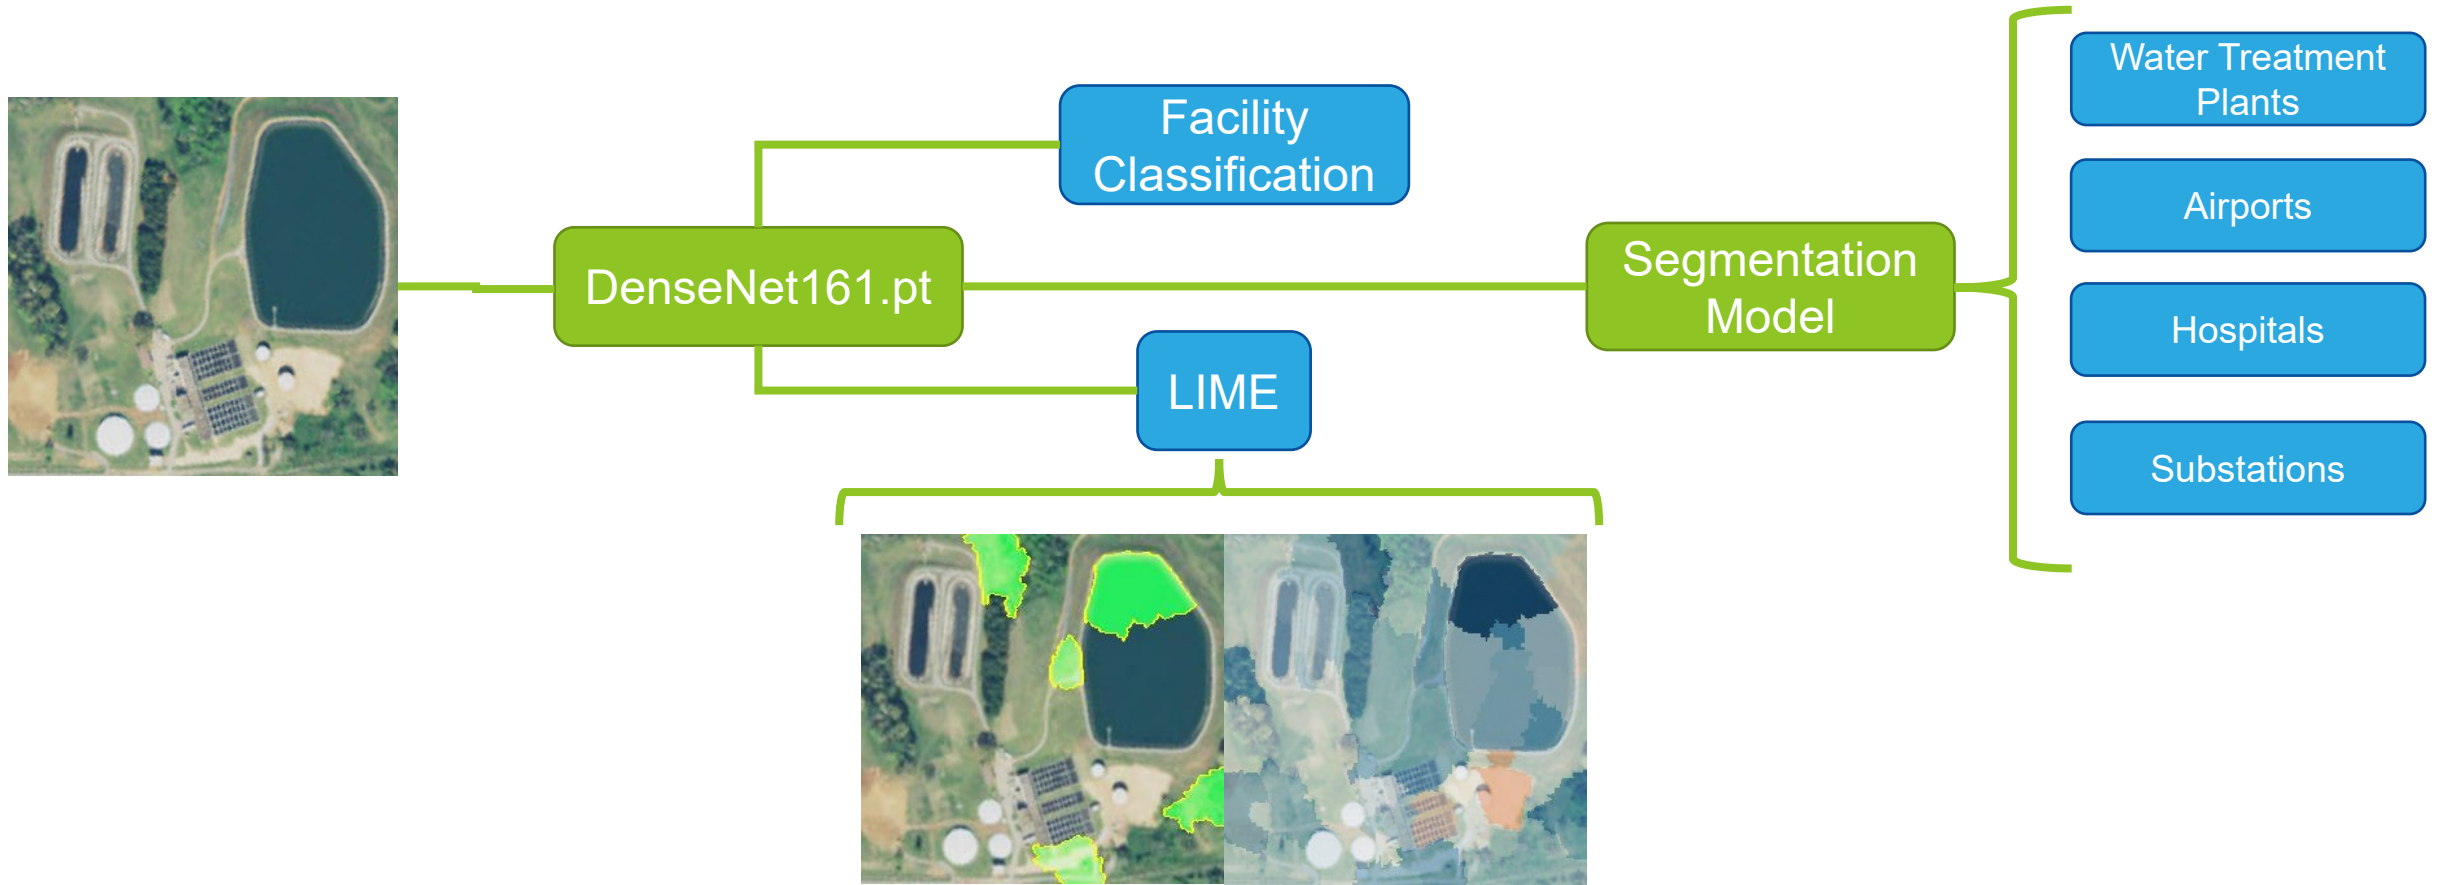 Facility
Classification
DenseNet161.pt
LIME
Segmentation
Model
Water Treatment
Plants
Airports
Hospitals
Substations